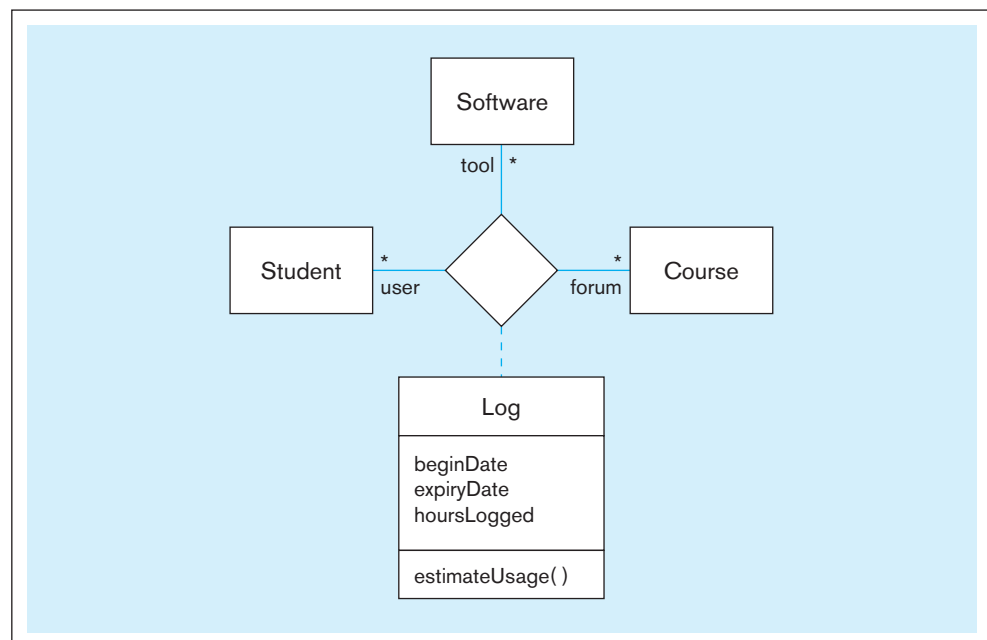 Software
tool *
Student
*
user
*
forum
Course
Log
beginDate
expiryDate
hoursLogged
estimateUsage( )